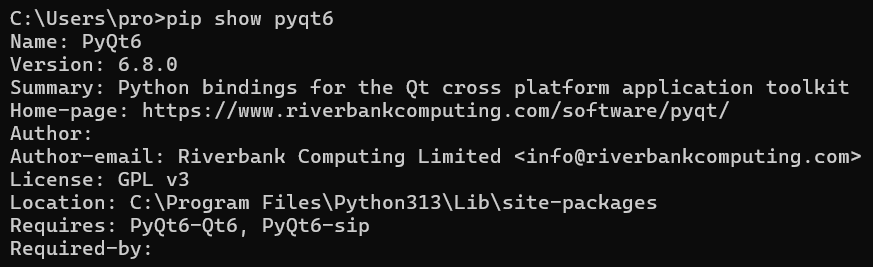 C:\Users\pro>pip show pyqt6
Name: PyQt6
Version: 6.8.0
Summary: Python bindings for the Qt cross platform application toolkit
Home-page: https://www.riverbankcomputing.com/software/pyqt/
Author:
Author-email: Riverbank Computing Limited <info@riverbankcomputing.com>
License: GPL v3
Location: C:\Program Files\Python313\Lib\site-packages
Requires: PyQt6-Qt6, PyQt6-sip
Required-by: